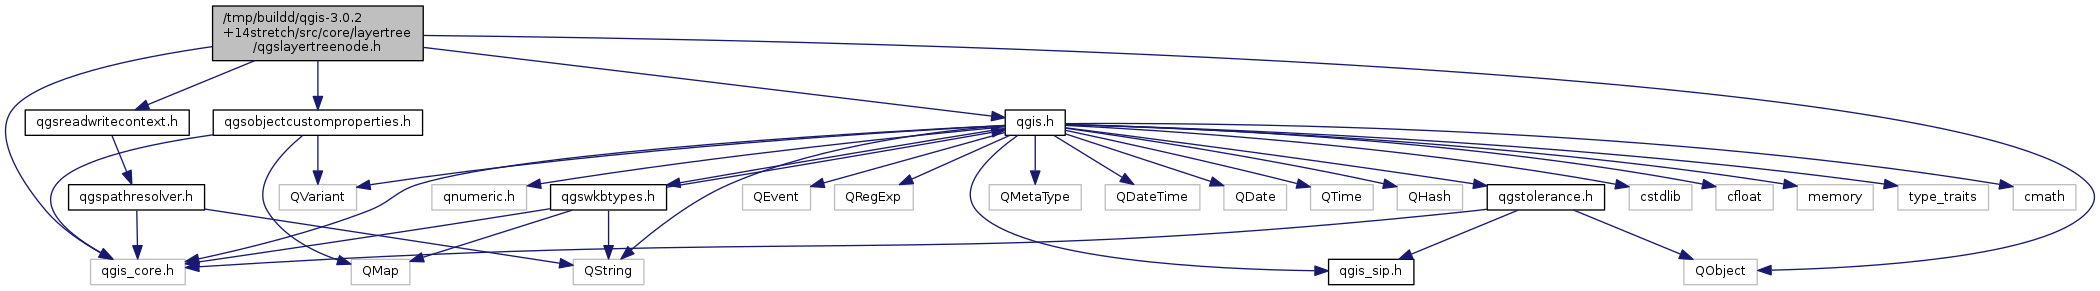 /tmp/buildd/qgis-3.0.2
+14stretch/src/core/layertree
/qgslayertreenode.h
qgsreadwritecontext.h
qgsobjectcustomproperties.h
qgis.h
qgspathresolver.h
QVariant
qnumeric.h
qgswkbtypes.h
QEvent
QRegExp
QMetaType
QDateTime
QDate
QTime
QHash
qgstolerance.h
cstdlib
cfloat
memory
type_traits
cmath
qgis_core.h
QMap
QString
qgis_sip.h
QObject